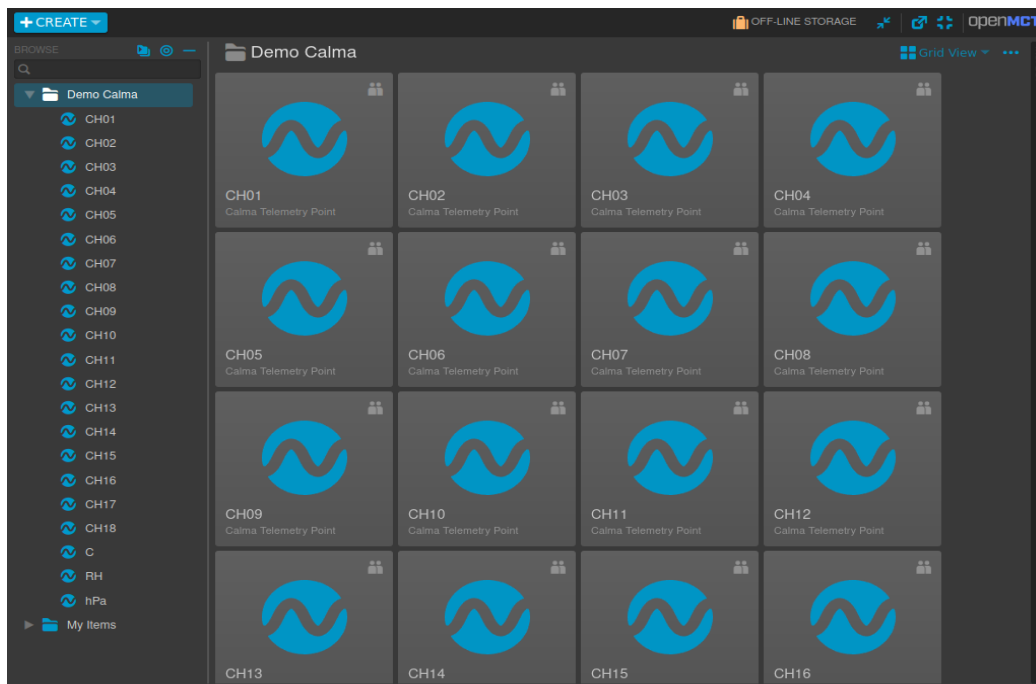 CREATE
OFF-LINE STORAGE
openMCT
BROWSE
Demo Calma
CH01
CH02
CH03
CH04
CH05
CH06
CH07
CH08
CH09
CH10
CH11
CH12
CH13
CH14
CH15
CH16
CH17
CH18
C
RH
hPa
My Items
Demo Calma
Grid View
CH01
Calma Telemetry Point
CH02
Calma Telemetry Point
CH03
Calma Telemetry Point
CH04
Calma Telemetry Point
CH05
Calma Telemetry Point
CH06
Calma Telemetry Point
CH07
Calma Telemetry Point
CH08
Calma Telemetry Point
CH09
Calma Telemetry Point
CH10
Calma Telemetry Point
CH11
Calma Telemetry Point
CH12
Calma Telemetry Point
CH13
CH14
CH15
CH16